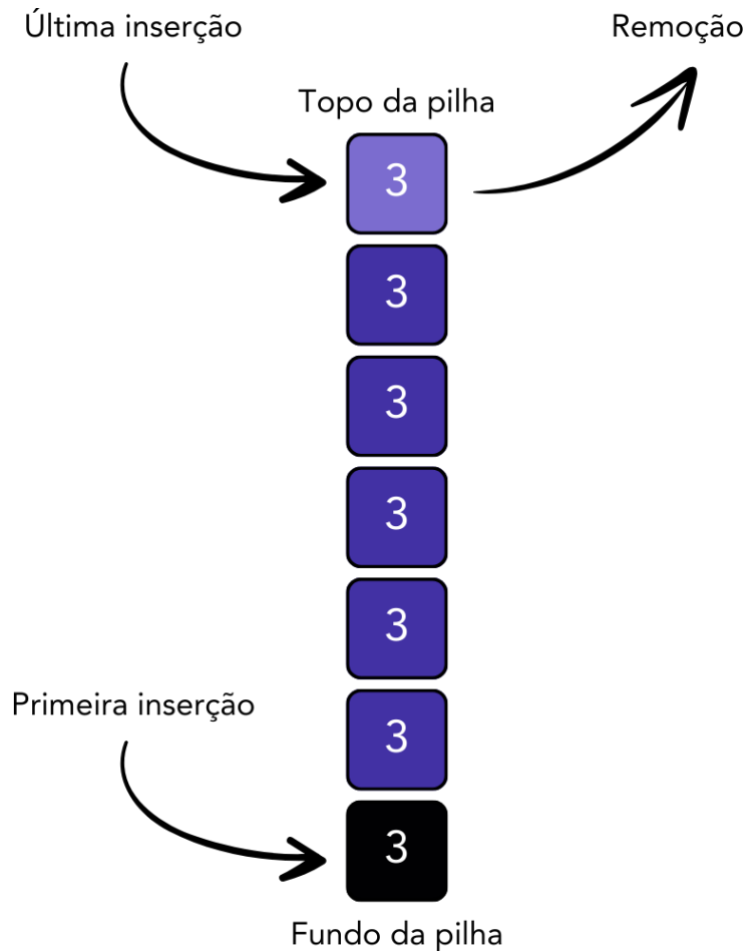 Última inserção
Remoção
Topo da pilha
3
3
3
3
3
3
Primeira inserção
3
Fundo da pilha